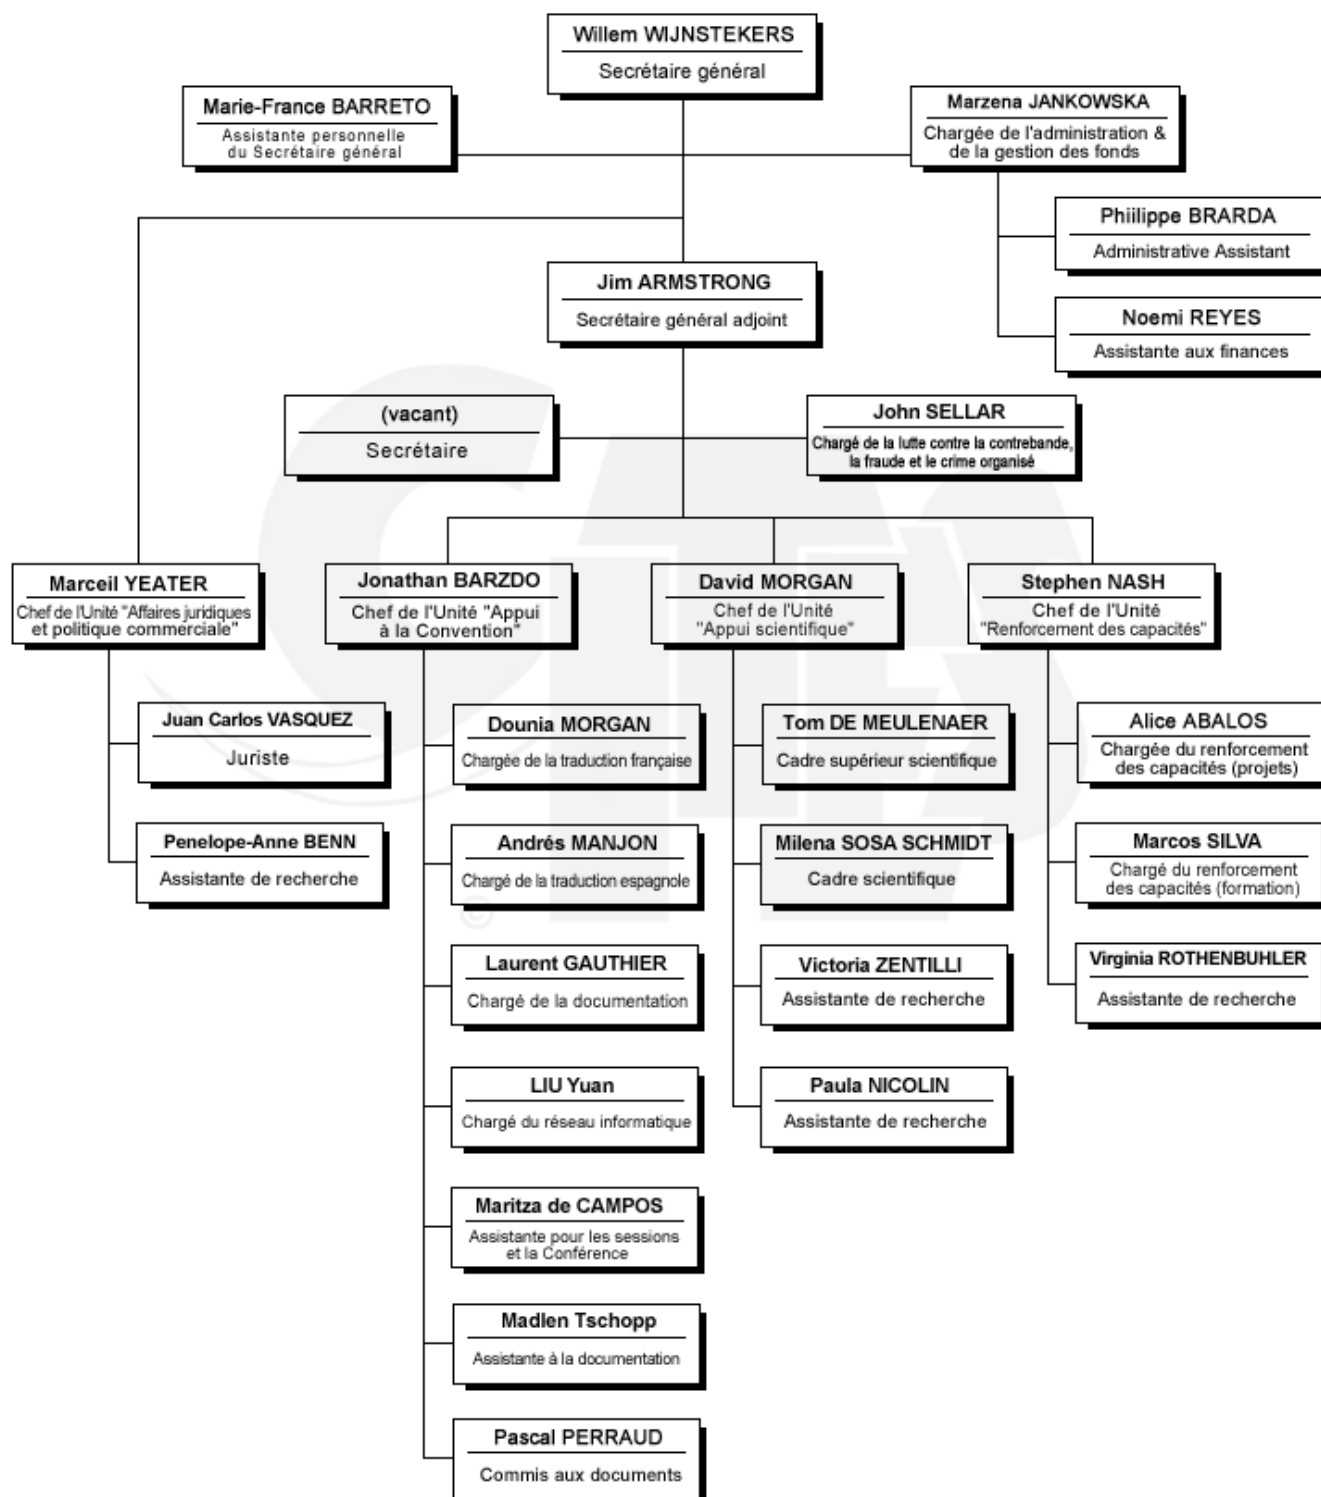 Willem WIJNSTEKERS
Secrétaire général
Marie-France BARRETO
Assistante personnelle
du Secrétaire général
Marzena JANKOWSKA
Chargée de l'administration &
de la gestion des fonds
Phiilippe BRARDA
Administrative Assistant
Noemi REYES
Assistante aux finances
Jim ARMSTRONG
Secrétaire général adjoint
(vacant)
Secrétaire
John SELLAR
Chargé de la lutte contre la contrebande,
la fraude et le crime organisé
Marceil YEATER
Chef de l'Unité "Affaires juridiques
et politique commerciale"
Juan Carlos VASQUEZ
Juriste
Penelope-Anne BENN
Assistante de recherche
Jonathan BARZDO
Chef de l'Unité "Appui
à la Convention"
Dounia MORGAN
Chargée de la traduction française
Andrés MANJON
Chargé de la traduction espagnole
Laurent GAUTHIER
Chargé de la documentation
LIU Yuan
Chargé du réseau informatique
Maritza de CAMPOS
Assistante pour les sessions
et la Conférence
Madlen Tschopp
Assistante à la documentation
Pascal PERRAUD
Commis aux documents
David MORGAN
Chef de l'Unité
"Appui scientifique"
Tom DE MEULENAER
Cadre supérieur scientifique
Milena SOSA SCHMIDT
Cadre scientifique
Victoria ZENTILLI
Assistante de recherche
Paula NICOLIN
Assistante de recherche
Stephen NASH
Chef de l'Unité
"Renforcement des capacités"
Alice ABALOS
Chargée du renforcement
des capacités (projets)
Marcos SILVA
Chargé du renforcement
des capacités (formation)
Virginia ROTHENBUHLER
Assistante de recherche
CITES
©